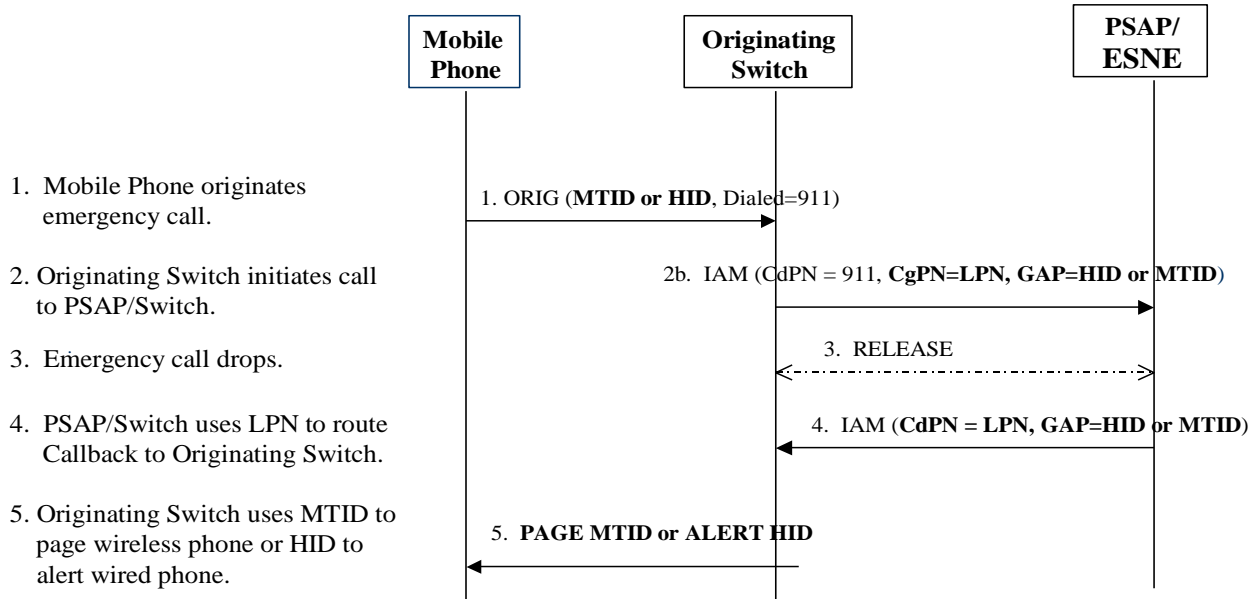 Mobile
Phone
Originating
Switch
PSAP/
ESNE
1. Mobile Phone originates
emergency call.
1. ORIG (MTID or HID, Dialed=911)
2. Originating Switch initiates call
to PSAP/Switch.
2b. IAM (CdPN = 911, CgPN=LPN, GAP=HID or MTID)
3. Emergency call drops.
3. RELEASE
4. PSAP/Switch uses LPN to route
Callback to Originating Switch.
4. IAM (CdPN = LPN, GAP=HID or MTID)
5. Originating Switch uses MTID to
page wireless phone or HID to
alert wired phone.
5. PAGE MTID or ALERT HID